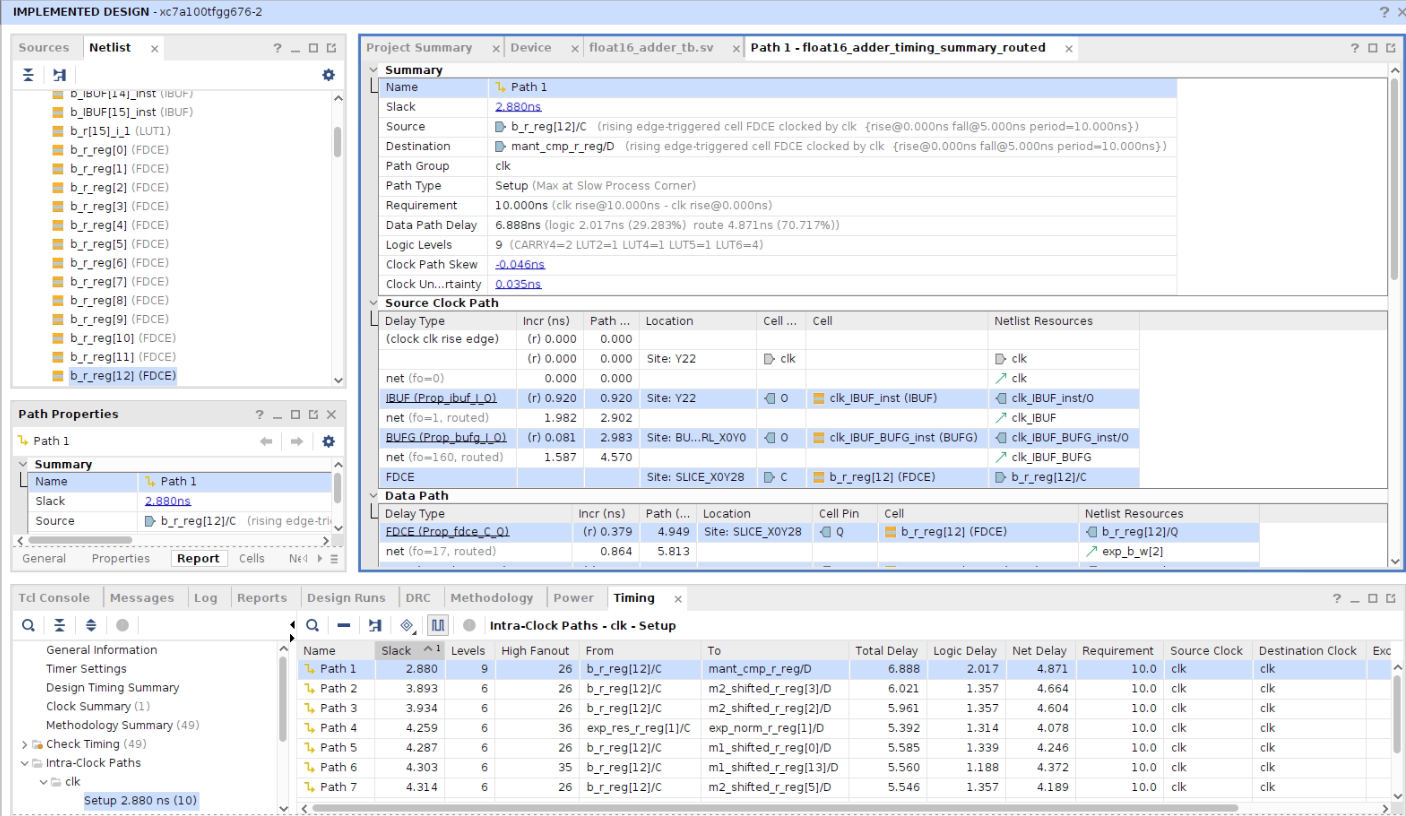 IMPLEMENTED DESIGN - xc7a100tfgg676-2
Sources Netlist
b_IBUF[14]_inst (IBUF)
b_IBUF[15]_inst (IBUF)
b_r[15]_i_1 (LUT1)
b_r_reg[0] (FDCE)
b_r_reg[1] (FDCE)
b_r_reg[2] (FDCE)
b_r_reg[3] (FDCE)
b_r_reg[4] (FDCE)
b_r_reg[5] (FDCE)
b_r_reg[6] (FDCE)
b_r_reg[7] (FDCE)
b_r_reg[8] (FDCE)
b_r_reg[9] (FDCE)
b_r_reg[10] (FDCE)
b_r_reg[11] (FDCE)
b_r_reg[12] (FDCE)
Path Properties
Path 1
Summary
Name Path 1
Slack 2.880ns
Source b_r_reg[12]/C (rising edge-tri
General Properties Report Cells
Project Summary Device float16_adder_tb.sv Path 1 - float16_adder_timing_summary_routed
Summary
Name Path 1
Slack 2.880ns
Source b_r_reg[12]/C (rising edge-triggered cell FDCE clocked by clk {rise@0.000ns fall@5.000ns period=10.000ns})
Destination mant_cmp_r_reg/D (rising edge-triggered cell FDCE clocked by clk {rise@0.000ns fall@5.000ns period=10.000ns})
Path Group clk
Path Type Setup (Max at Slow Process Corner)
Requirement 10.000ns (clk rise@10.000ns - clk rise@0.000ns)
Data Path Delay 6.888ns (logic 2.017ns (29.283%) route 4.871ns (70.717%))
Logic Levels 9 (CARRY4=2 LUT2=1 LUT4=1 LUT5=1 LUT6=4)
Clock Path Skew -0.046ns
Clock Un...rtainty 0.035ns
Source Clock Path
Delay Type Incr (ns) Path ... Location Cell ... Cell Netlist Resources
(clock clk rise edge) (r) 0.000 0.000
(r) 0.000 0.000 Site: Y22 clk clk
net (fo=0) 0.000 0.000 clk
IBUF (Prop_ibuf_I_O) (r) 0.920 0.920 Site: Y22 O clk_IBUF_inst (IBUF) clk_IBUF_inst/O
net (fo=1, routed) 1.982 2.902 clk_IBUF
BUFG (Prop_bufg_I_O) (r) 0.081 2.983 Site: BU...RL_X0Y0 O clk_IBUF_BUFG_inst (BUFG) clk_IBUF_BUFG_inst/O
net (fo=160, routed) 1.587 4.570 clk_IBUF_BUFG
FDCE Site: SLICE_X0Y28 C b_r_reg[12] (FDCE) b_r_reg[12]/C
Data Path
Delay Type Incr (ns) Path (... Location Cell Pin Cell Netlist Resources
FDCE (Prop_fdce_C_Q) (r) 0.379 4.949 Site: SLICE_X0Y28 Q b_r_reg[12] (FDCE) b_r_reg[12]/Q
net (fo=17, routed) 0.864 5.813 exp_b_w[2]
Tcl Console Messages Log Reports Design Runs DRC Methodology Power Timing
General Information
Timer Settings
Design Timing Summary
Clock Summary (1)
Methodology Summary (49)
Check Timing (49)
Intra-Clock Paths
clk
Setup 2.880 ns (10)
Intra-Clock Paths - clk - Setup
Name Slack 1 Levels High Fanout From To Total Delay Logic Delay Net Delay Requirement Source Clock Destination Clock Exc
Path 1 2.880 9 26 b_r_reg[12]/C mant_cmp_r_reg/D 6.888 2.017 4.871 10.0 clk clk
Path 2 3.893 6 26 b_r_reg[12]/C m2_shifted_r_reg[3]/D 6.021 1.357 4.664 10.0 clk clk
Path 3 3.934 6 26 b_r_reg[12]/C m2_shifted_r_reg[2]/D 5.961 1.357 4.604 10.0 clk clk
Path 4 4.259 6 36 exp_res_r_reg[1]/C exp_norm_r_reg[1]/D 5.392 1.314 4.078 10.0 clk clk
Path 5 4.287 6 26 b_r_reg[12]/C m1_shifted_r_reg[0]/D 5.585 1.339 4.246 10.0 clk clk
Path 6 4.303 6 35 b_r_reg[12]/C m1_shifted_r_reg[13]/D 5.560 1.188 4.372 10.0 clk clk
Path 7 4.314 6 26 b_r_reg[12]/C m2_shifted_r_reg[5]/D 5.546 1.357 4.189 10.0 clk clk